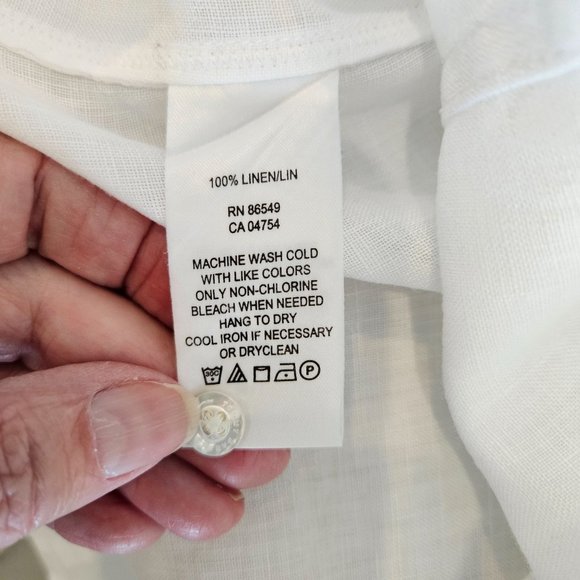 100% LINEN/LIN
RN 86549
CA 04754
MACHINE WASH COLD
WITH LIKE COLORS
ONLY NON-CHLORINE
BLEACH WHEN NEEDED
HANG TO DRY
COOL IRON IF NECESSARY
OR DRYCLEAN
30C P